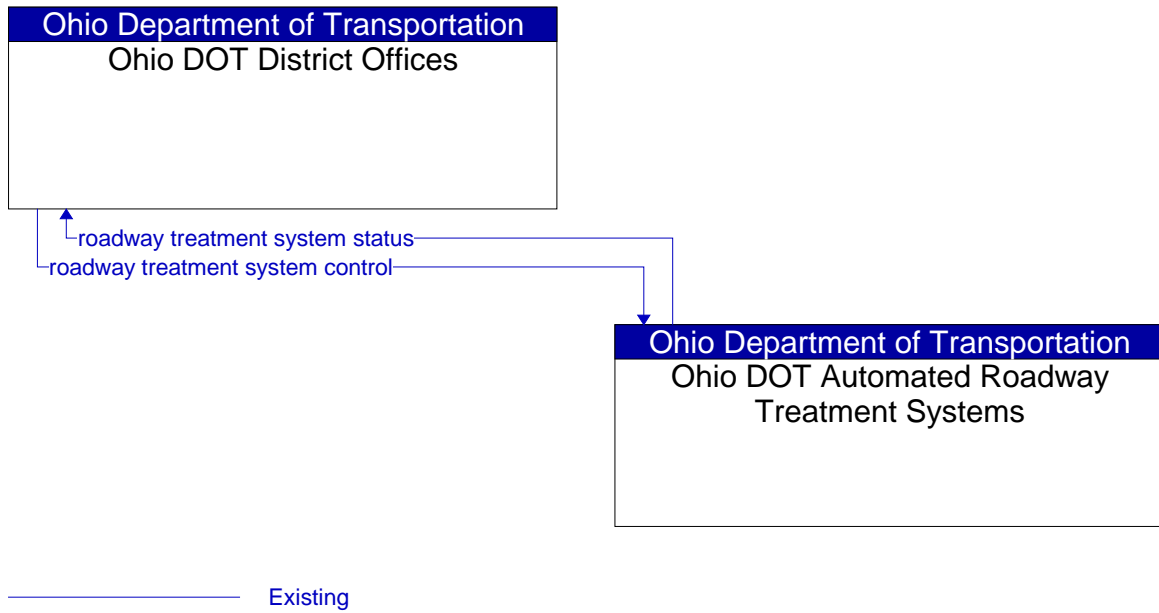 Ohio Department of Transportation
Ohio DOT District Offices
roadway treatment system status
roadway treatment system control
Ohio Department of Transportation
Ohio DOT Automated Roadway
Treatment Systems
Existing